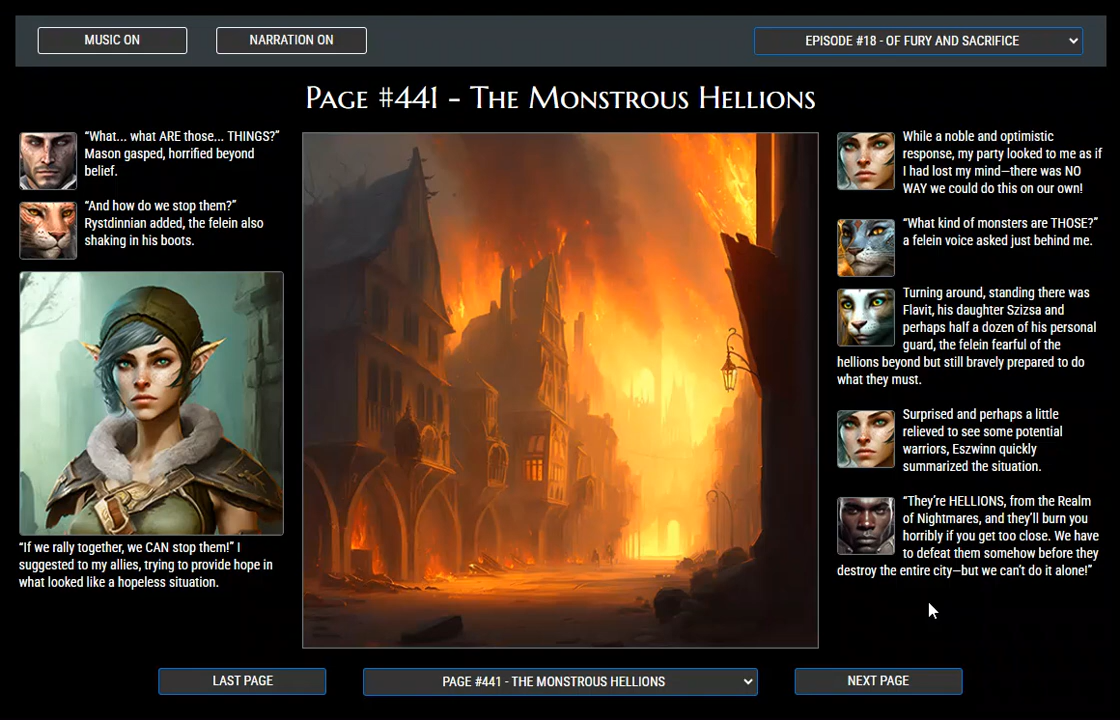 MUSIC ON
NARRATION ON
EPISODE #18 - OF FURY AND SACRIFICE
Page #441 - The Monstrous Hellions
“What... what ARE those... THINGS?”
Mason gasped, horrified beyond
belief.
“And how do we stop them?”
Rystdinnian added, the felein also
shaking in his boots.
“If we rally together, we CAN stop them!” I
suggested to my allies, trying to provide hope in
what looked like a hopeless situation.
While a noble and optimistic
response, my party looked to me as if
I had lost my mind—there was NO
WAY we could do this on our own!
“What kind of monsters are THOSE?”
a felein voice asked just behind me.
Turning around, standing there was
Flavit, his daughter Szizsa and
perhaps half a dozen of his personal
guard, the felein fearful of the
hellions beyond but still bravely prepared to do
what they must.
Surprised and perhaps a little
relieved to see some potential
warriors, Eszwinn quickly
summarized the situation.
“They’re HELLIONS, from the Realm
of Nightmares, and they’ll burn you
horribly if you get too close. We have
to defeat them somehow before they
destroy the entire city—but we can’t do it alone!”
LAST PAGE
PAGE #441 - THE MONSTROUS HELLIONS
NEXT PAGE